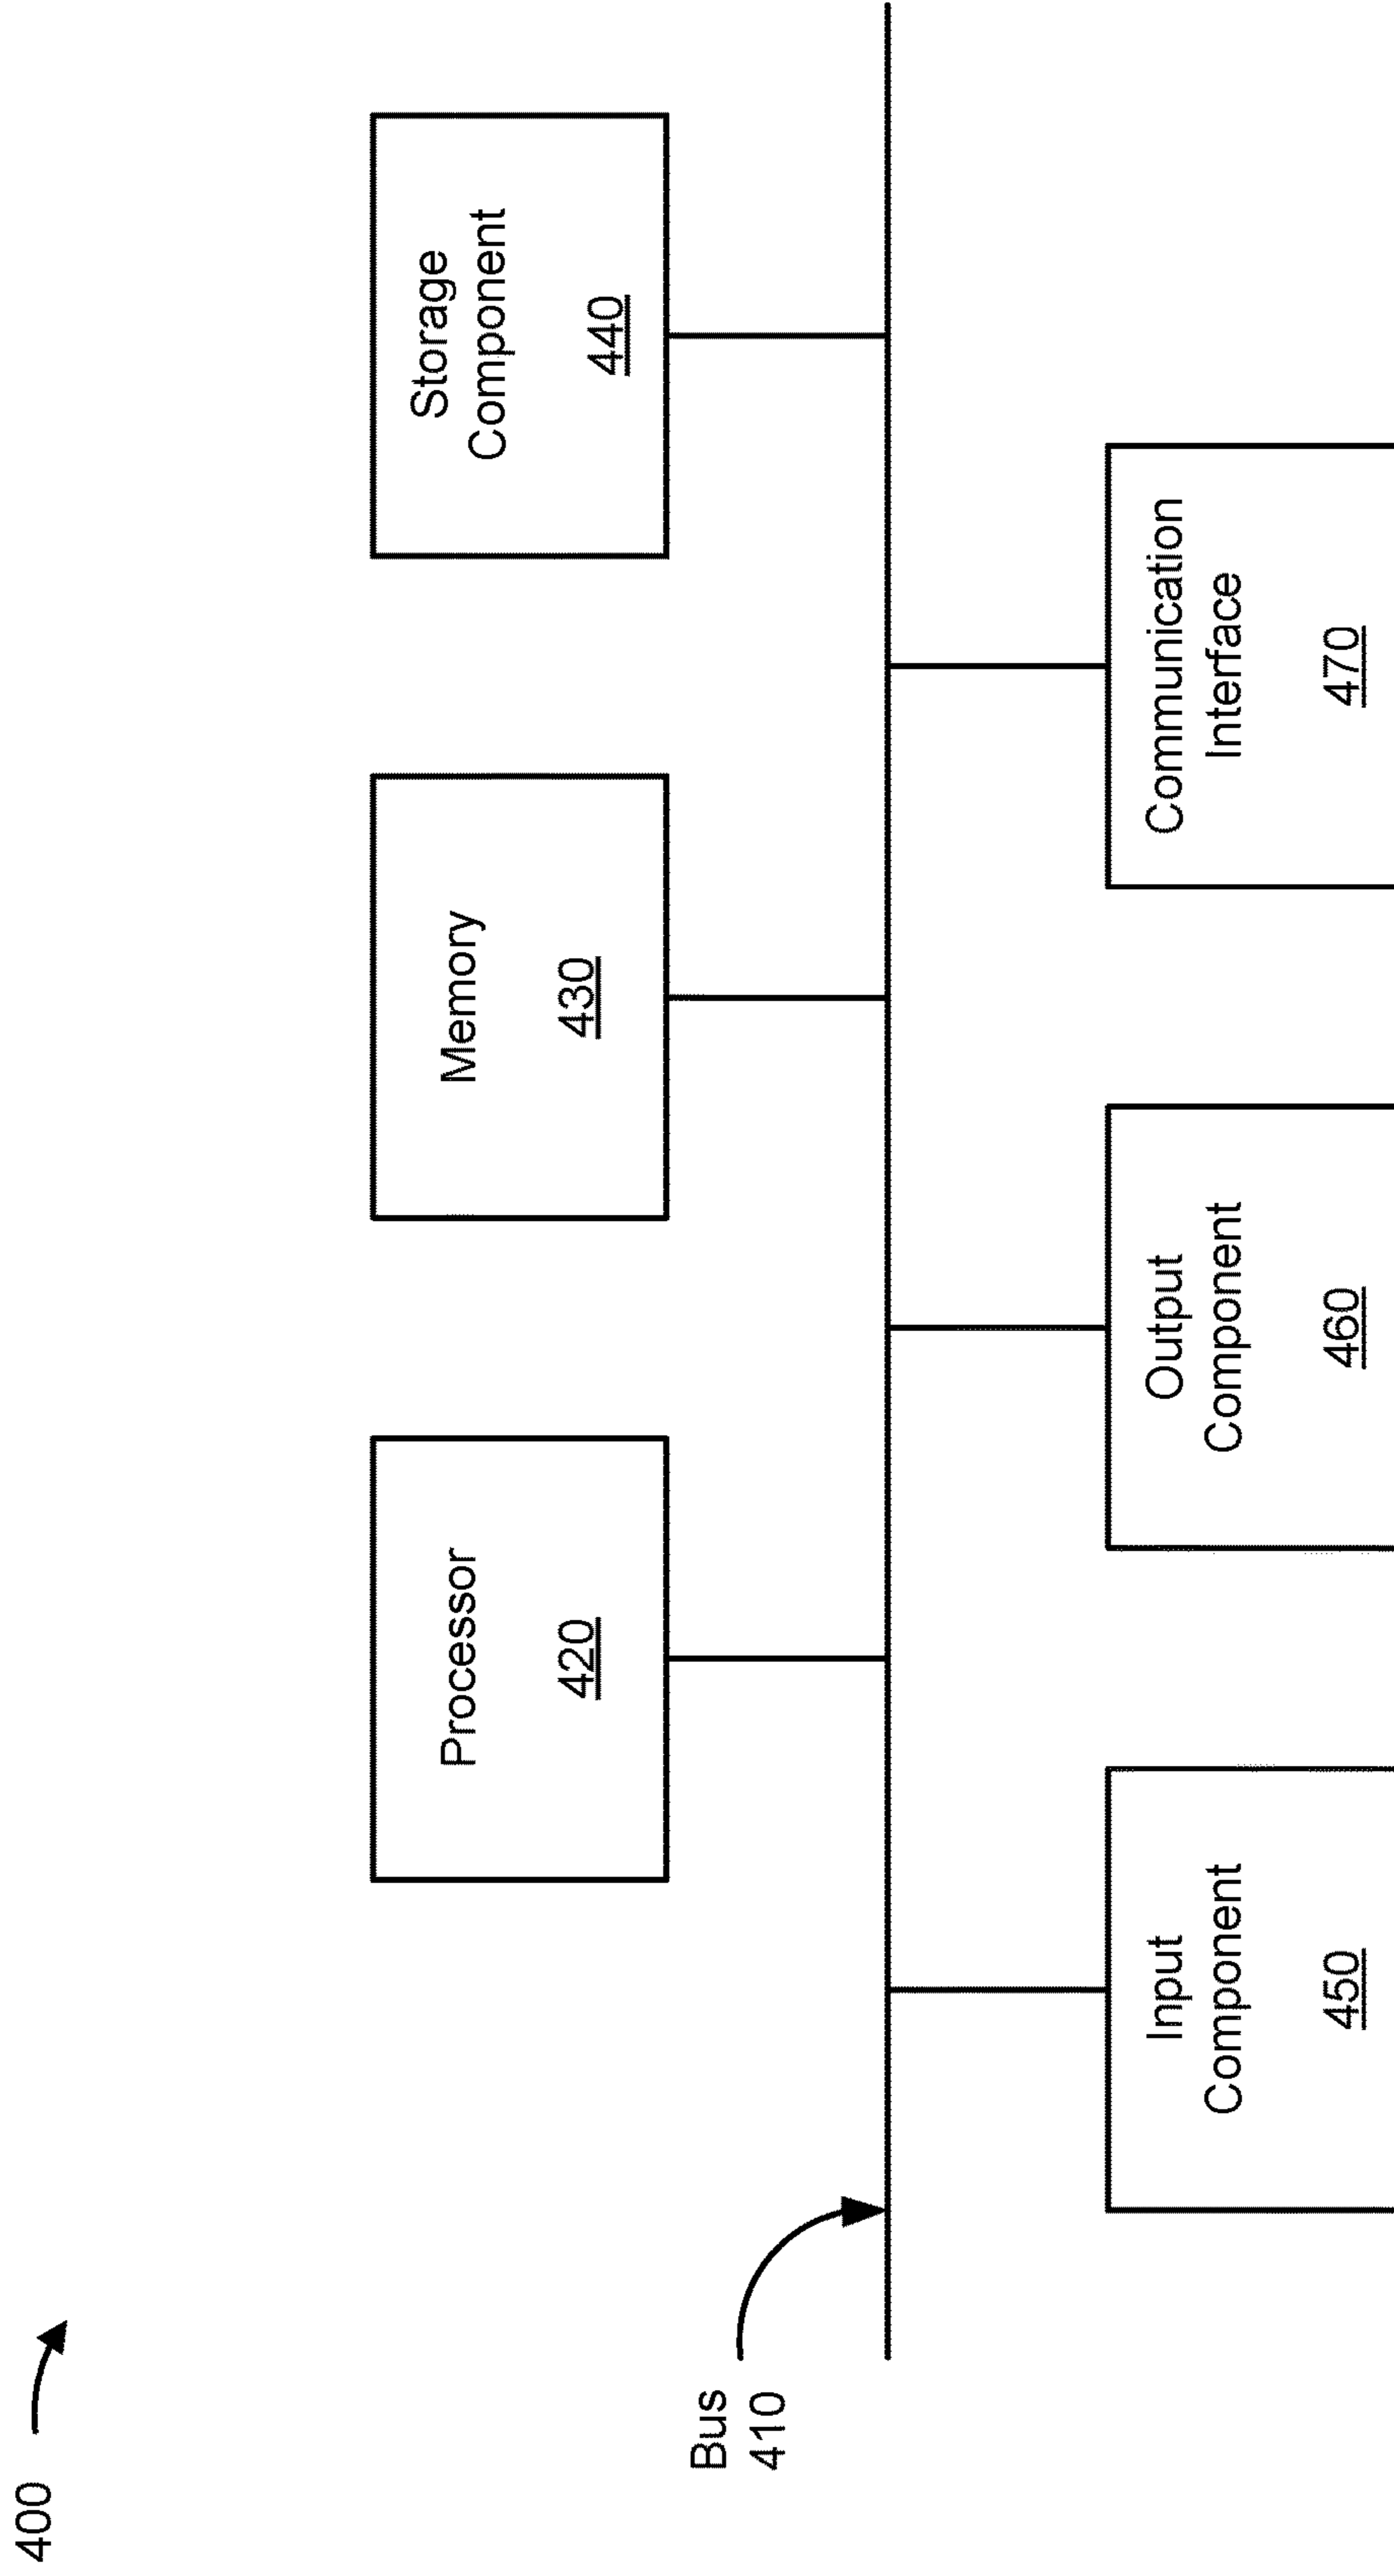 400
Processor
420
Memory
430
Storage
Component
440
Bus
410
Input
Component
450
Output
Component
460
Communication
Interface
470